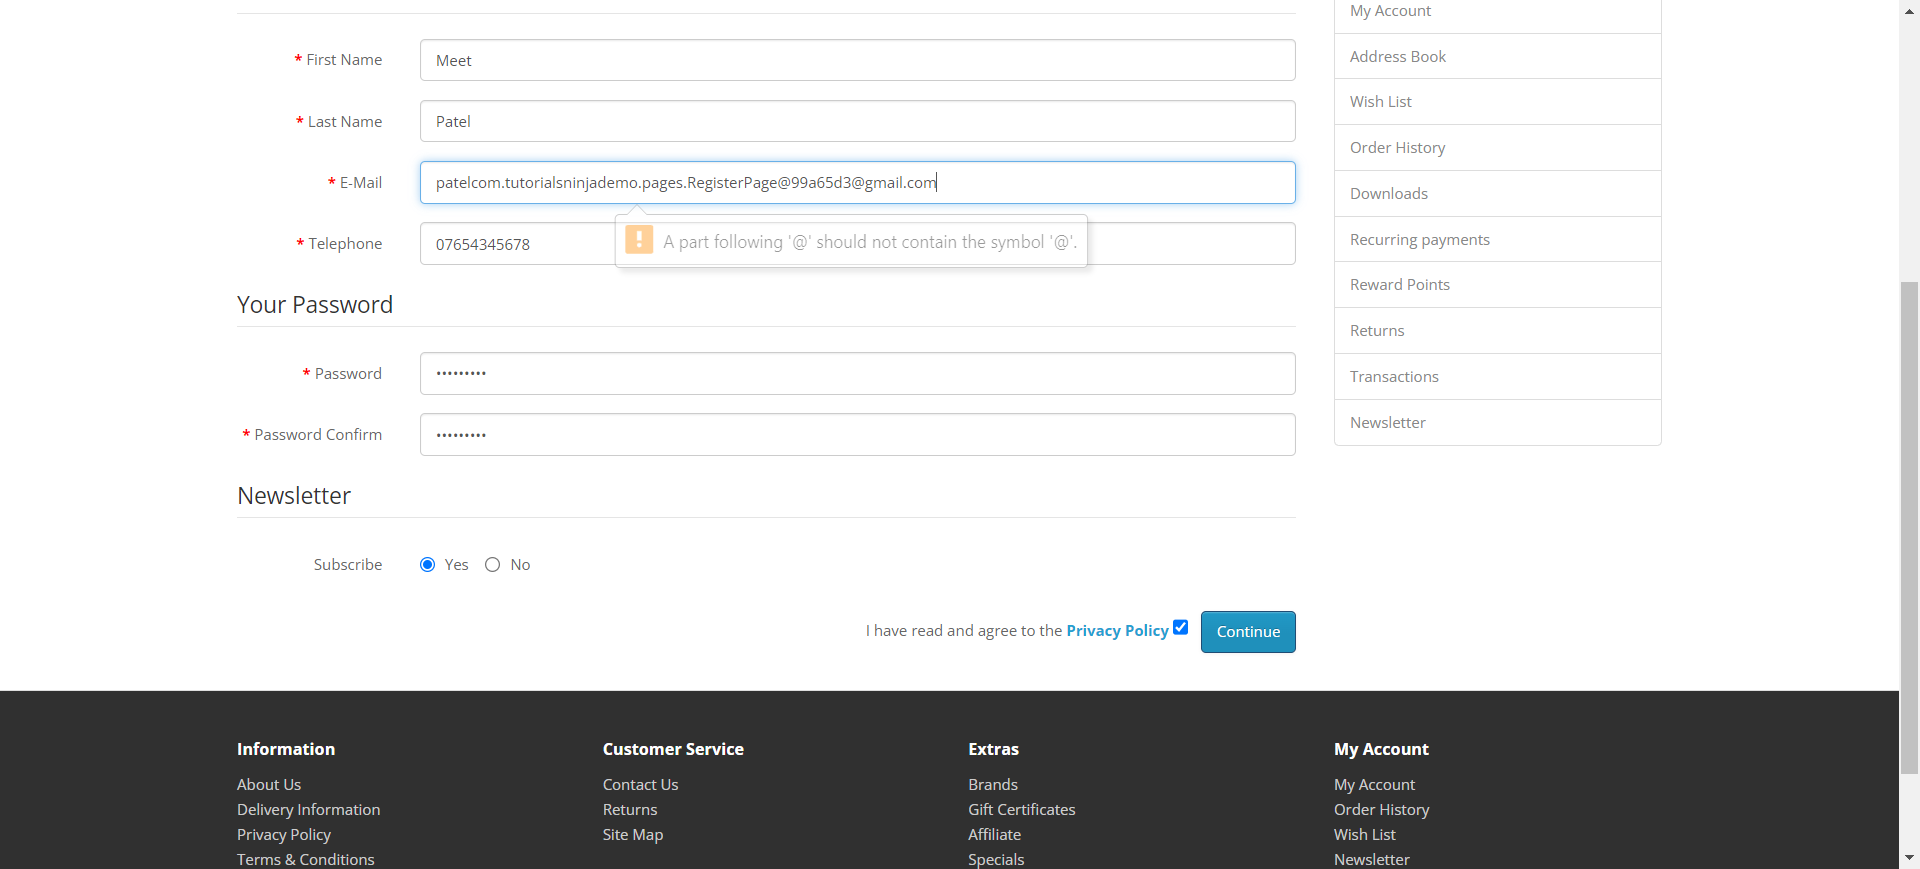 * First Name
Meet
* Last Name
Patel
* E-Mail
patelcom.tutorialsninjademo.pages.RegisterPage@99a65d3@gmail.com
A part following '@' should not contain the symbol '@'.
* Telephone
07654345678
Your Password
* Password
•••••••••
* Password Confirm
•••••••••
Newsletter
Subscribe
Yes
No
I have read and agree to the Privacy Policy
Continue
My Account
Address Book
Wish List
Order History
Downloads
Recurring payments
Reward Points
Returns
Transactions
Newsletter
Information
About Us
Delivery Information
Privacy Policy
Terms & Conditions
Customer Service
Contact Us
Returns
Site Map
Extras
Brands
Gift Certificates
Affiliate
Specials
My Account
My Account
Order History
Wish List
Newsletter